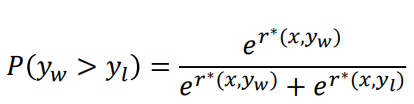 P(y_w > y_l) = e^{r*(x,y_w)} / (e^{r*(x,y_w)} + e^{r*(x,y_l)})